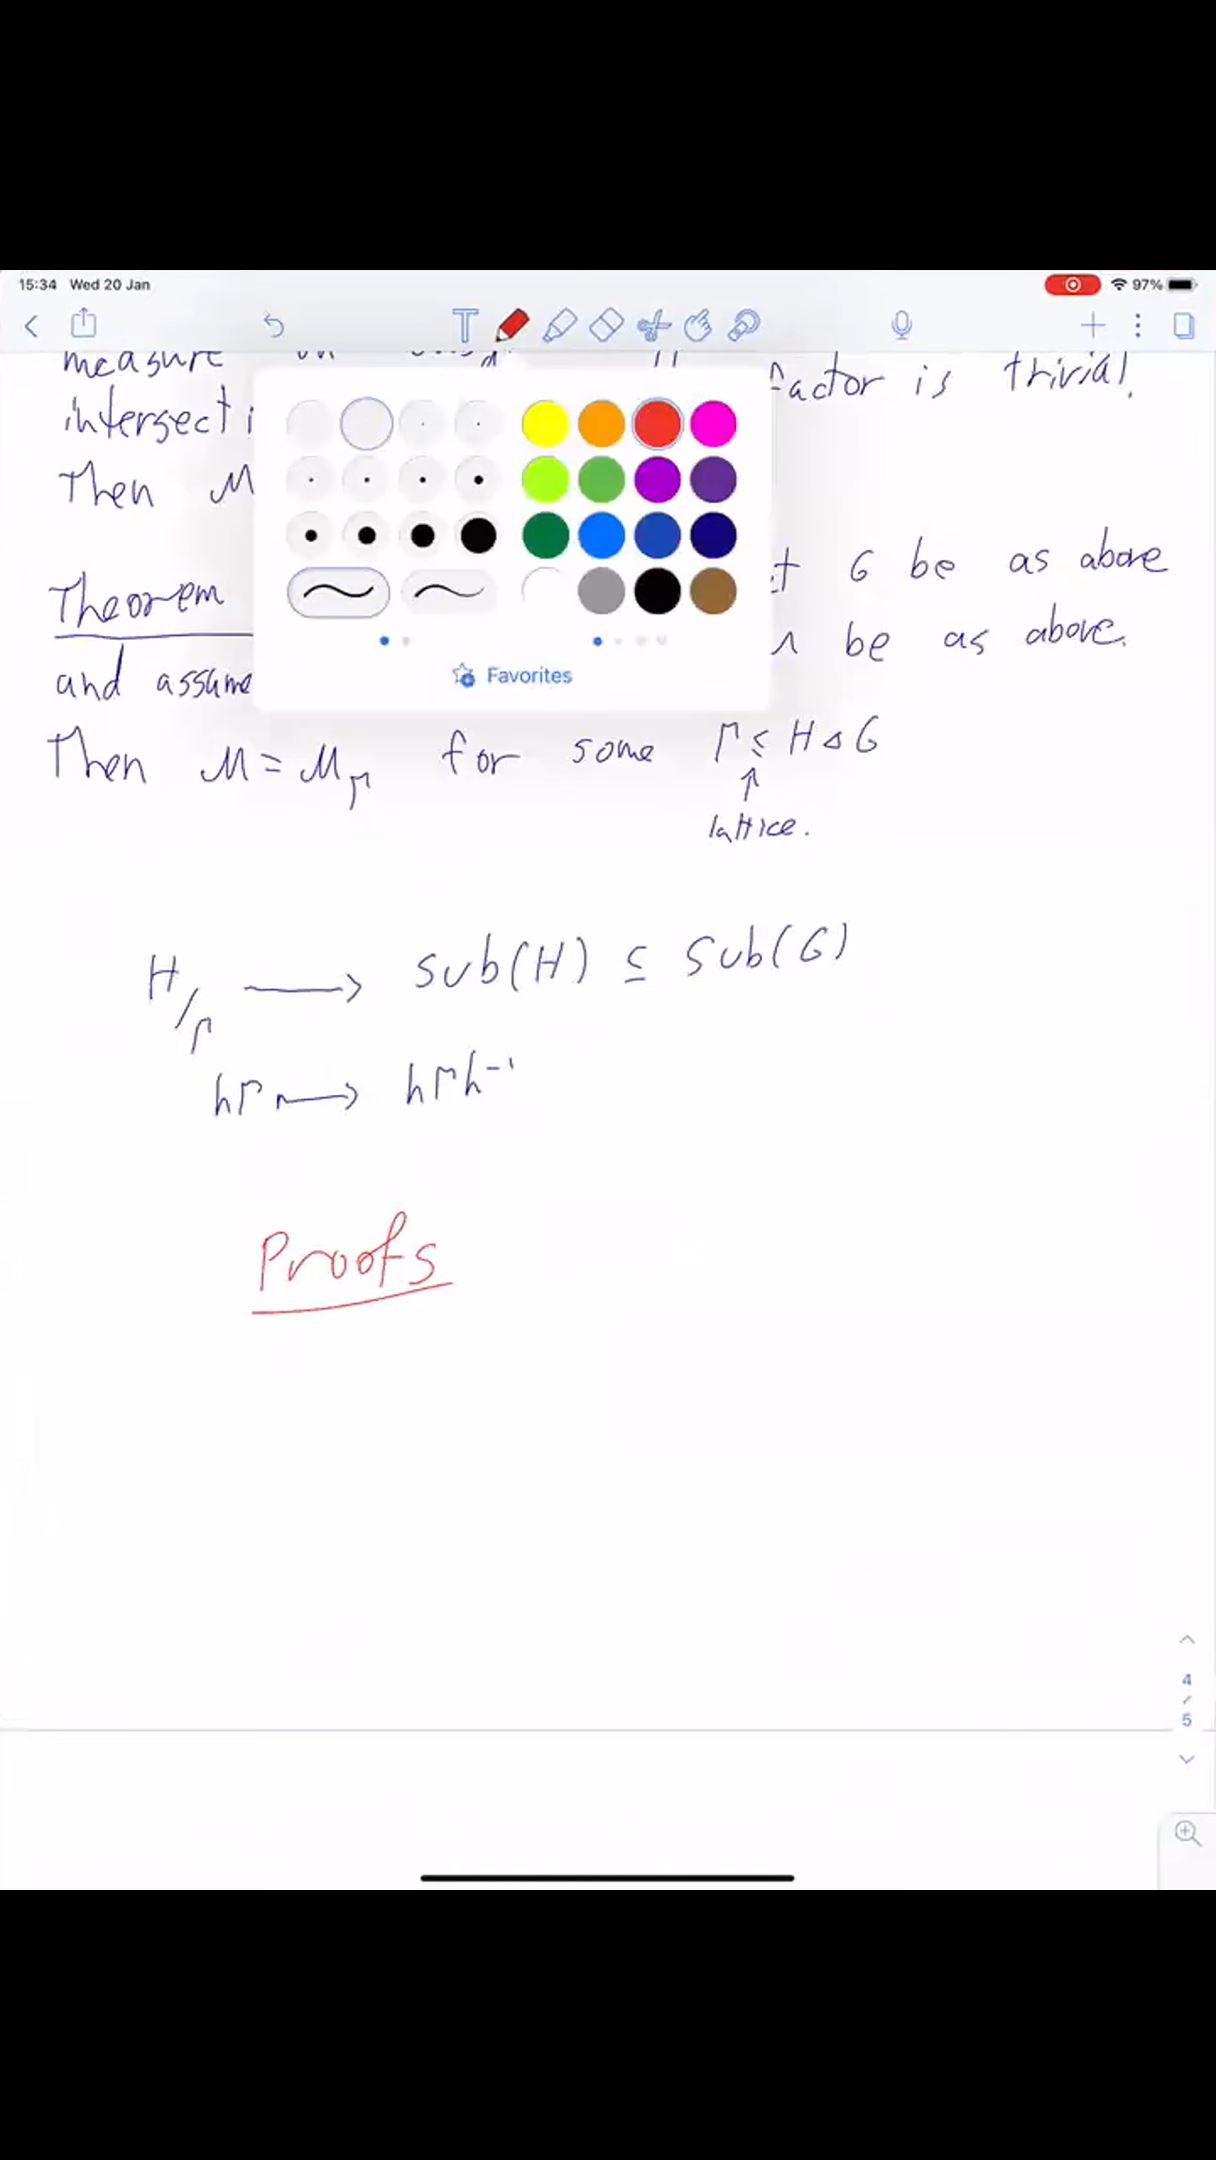 15:34 Wed 20 Jan 97%
measure
intersecti factor is trivial.
Then M
Theorem G be as above
and assume be as above.
Then M = M_Γ for some Γ ≤ H ⊲ G
↑
lattice.
H/Γ ⟶ Sub(H) ⊆ Sub(G)
hΓ ⟼ hΓh⁻¹
Proofs
Favorites
4
/
5